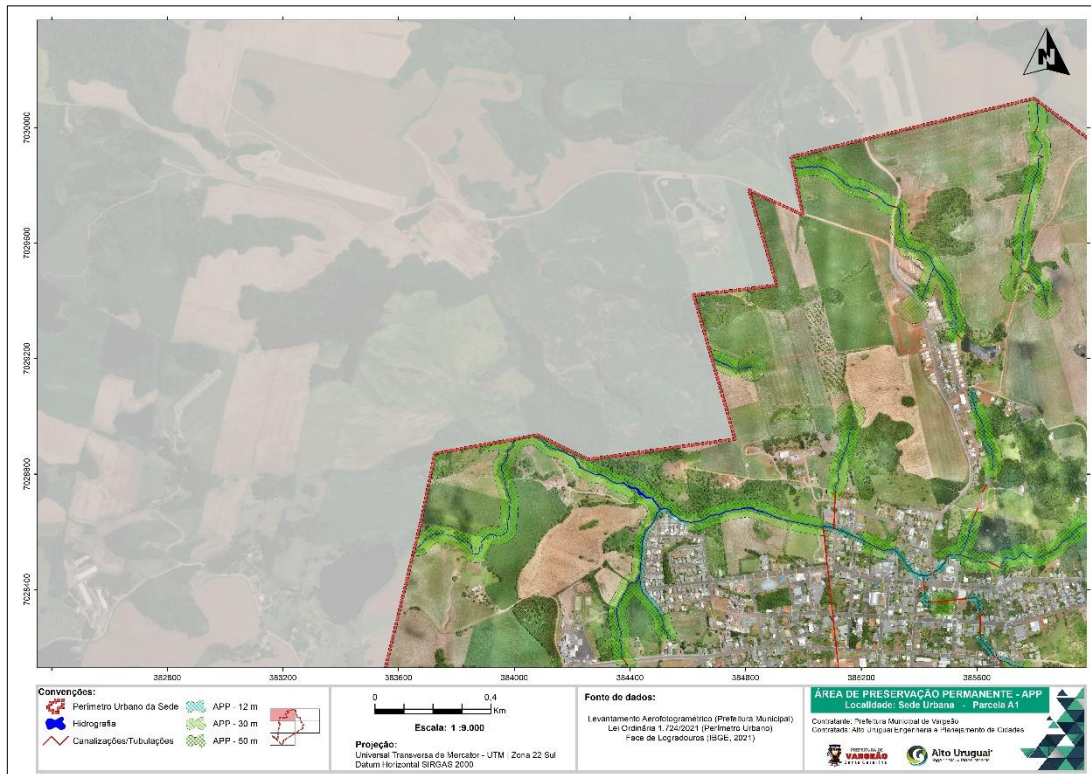 N
7030000
7029600
7029200
7028800
7028400
382800
383200
383600
384000
384400
384800
385200
385600
Convenções:
Perímetro Urbano da Sede
Hidrografia
Canalizações/Tubulações
APP - 12 m
APP - 30 m
APP - 50 m
0 0,4
Km
Escala: 1:9.000
Projeção:
Universal Transversa de Mercator - UTM | Zona 22 Sul
Datum Horizontal SIRGAS 2000
Fonte de dados:
Levantamento Aerofotogramétrico (Prefeitura Municipal)
Lei Ordinária 1.724/2021 (Perímetro Urbano)
Face de Logradouros (IBGE, 2021)
ÁREA DE PRESERVAÇÃO PERMANENTE - APP
Localidade: Sede Urbana - Parcela A1
Contratante: Prefeitura Municipal de Vargeão
Contratada: Alto Uruguai Engenharia e Planejamento de Cidades
PREFEITURA DE
VARGEÃO
SANTA CATARINA
Alto Uruguai